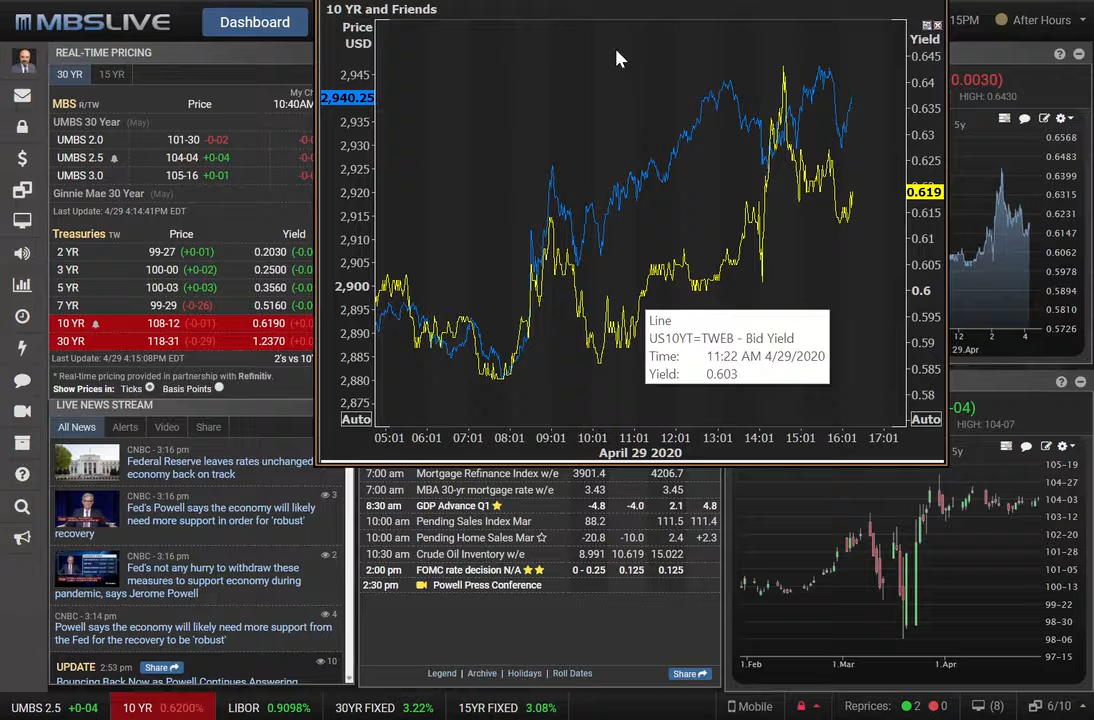 MBSLIVE
Dashboard
10 YR and Friends
15PM
After Hours
REAL-TIME PRICING
30 YR
15 YR
My Ch
MBS R/TW Price 10:40AM
UMBS 30 Year (May)
UMBS 2.0 101-30 -0-02 -0-
UMBS 2.5 104-04 +0-04 -0-
UMBS 3.0 105-16 +0-01 -0-
Ginnie Mae 30 Year (May)
Last Update: 4/29 4:14:41PM EDT
Treasuries TW Price Yield
2 YR 99-27 (+0-01) 0.2030 (-0.0
3 YR 100-00 (+0-02) 0.2500 (-0.0
5 YR 100-03 (+0-03) 0.3560 (-0.0
7 YR 99-29 (-0-26) 0.5160 (-0.0
10 YR 108-12 (-0-01) 0.6190 (+0.0
30 YR 118-31 (-0-29) 1.2370 (+0.0
Last Update: 4/29 4:15:08PM EDT 2's vs 10'
* Real-time pricing provided in partnership with Refinitiv.
Show Prices in: Ticks Basis Points
LIVE NEWS STREAM
All News Alerts Video Share
CNBC - 3:16 pm
Federal Reserve leaves rates unchanged
economy back on track
CNBC - 3:16 pm 3
Fed's Powell says the economy will likely
need more support in order for 'robust'
recovery
CNBC - 3:16 pm 2
Fed's not any hurry to withdraw these
measures to support economy during
pandemic, says Jerome Powell
CNBC - 3:14 pm 4
Powell says the economy will likely need more support from
the Fed for the recovery to be 'robust'
UPDATE 2:53 pm Share 10
Bouncing Back Now as Powell Continues Answering
Price
USD
2,945
2,940.25
2,935
2,930
2,925
2,920
2,915
2,910
2,905
2,900
2,895
2,890
2,885
2,880
2,875
Auto
Yield
0.645
0.64
0.635
0.63
0.625
0.619
0.615
0.61
0.605
0.6
0.595
0.59
0.585
0.58
Auto
Line
US10YT=TWEB - Bid Yield
Time: 11:22 AM 4/29/2020
Yield: 0.603
05:01 06:01 07:01 08:01 09:01 10:01 11:01 12:01 13:01 14:01 15:01 16:01 17:01
April 29 2020
7:00 am Mortgage Refinance Index w/e 3901.4 4206.7
7:00 am MBA 30-yr mortgage rate w/e 3.43 3.45
8:30 am GDP Advance Q1 -4.8 -4.0 2.1 4.8
10:00 am Pending Sales Index Mar 88.2 111.5 111.4
10:00 am Pending Home Sales Mar -20.8 -10.0 2.4 +2.3
10:30 am Crude Oil Inventory w/e 8.991 10.619 15.022
2:00 pm FOMC rate decision N/A 0 - 0.25 0.125 0.125
2:30 pm Powell Press Conference
Legend | Archive | Holidays | Roll Dates
Share
0.0030)
HIGH: 0.6430
5y
0.6568
0.6483
0.6399
0.6315
0.6231
0.6147
0.6062
0.5978
0.5894
0.5810
0.5726
12 2 4
29.Apr
-04)
HIGH: 104-07
5y
105-19
104-27
104-03
103-12
102-20
101-28
101-05
100-13
99-22
98-30
98-06
97-15
1.Feb 1.Mar 1.Apr
UMBS 2.5 +0-04
10 YR 0.6200%
LIBOR 0.9098%
30YR FIXED 3.22%
15YR FIXED 3.08%
Mobile
Reprices: 2 0
(8)
6/10